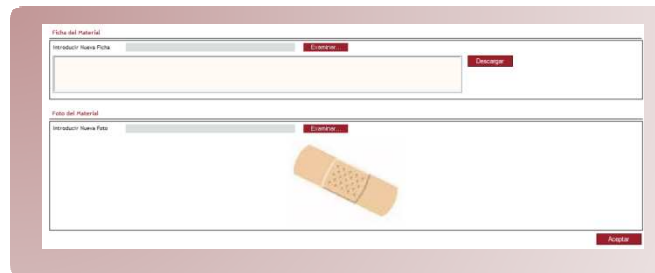 Ficha del Material
Introducir Nueva Ficha Examinar...
Descargar
Foto del Material
Introducir Nueva Foto Examinar...
Aceptar